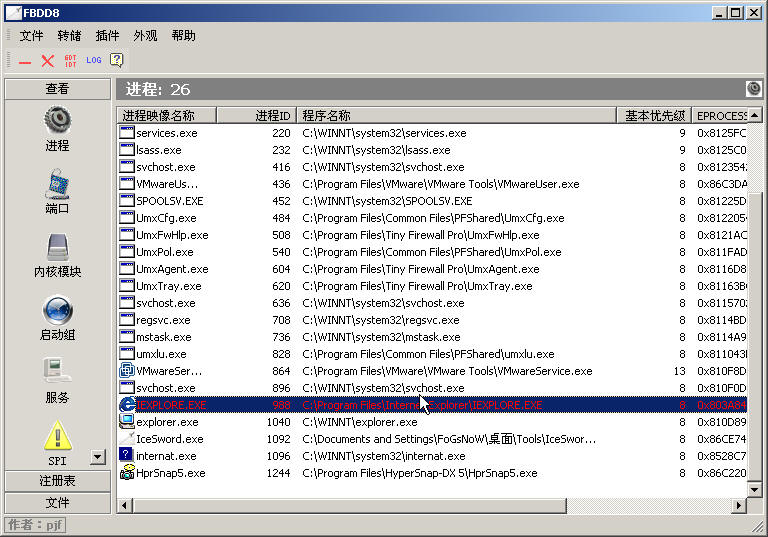 FBDD8
文件 转储 插件 外观 帮助
GDT IDT LOG
查看
进程: 26
进程映像名称 进程ID 程序名称 基本优先级 EPROCESS
services.exe 220 C:\WINNT\system32\services.exe 9 0x8125FC
lsass.exe 232 C:\WINNT\system32\lsass.exe 9 0x8125C0
svchost.exe 416 C:\WINNT\system32\svchost.exe 8 0x8123542
VMwareUs... 436 C:\Program Files\VMware\VMware Tools\VMwareUser.exe 8 0x86C3DA
SPOOLSV.EXE 452 C:\WINNT\system32\SPOOLSV.EXE 8 0x81225D
UmxCfg.exe 484 C:\Program Files\Common Files\PFShared\UmxCfg.exe 8 0x8122054
UmxFwHlp.exe 508 C:\Program Files\Tiny Firewall Pro\UmxFwHlp.exe 8 0x8121AC
UmxPol.exe 540 C:\Program Files\Common Files\PFShared\UmxPol.exe 8 0x811FAD
UmxAgent.exe 604 C:\Program Files\Tiny Firewall Pro\UmxAgent.exe 8 0x8116D8
UmxTray.exe 620 C:\Program Files\Tiny Firewall Pro\UmxTray.exe 8 0x81163B
svchost.exe 636 C:\WINNT\system32\svchost.exe 8 0x8115702
regsvc.exe 708 C:\WINNT\system32\regsvc.exe 8 0x8114BD
mstask.exe 736 C:\WINNT\system32\mstask.exe 8 0x8114A9
umxlu.exe 828 C:\Program Files\Common Files\PFShared\umxlu.exe 8 0x811043
VMwareSer... 864 C:\Program Files\VMware\VMware Tools\VMwareService.exe 13 0x810F8D
svchost.exe 896 C:\WINNT\system32\svchost.exe 8 0x810F0D
IEXPLORE.EXE 988 C:\Program Files\Internet Explorer\IEXPLORE.EXE 8 0x803A84
explorer.exe 1040 C:\WINNT\explorer.exe 8 0x810D89
IceSword.exe 1092 C:\Documents and Settings\FoGsNoW\桌面\Tools\IceSwor... 8 0x86CE74
internat.exe 1096 C:\WINNT\system32\internat.exe 8 0x8528C7
HprSnap5.exe 1244 C:\Program Files\HyperSnap-DX 5\HprSnap5.exe 8 0x86C220
进程
端口
内核模块
启动组
服务
SPI
注册表
文件
作者：pjf